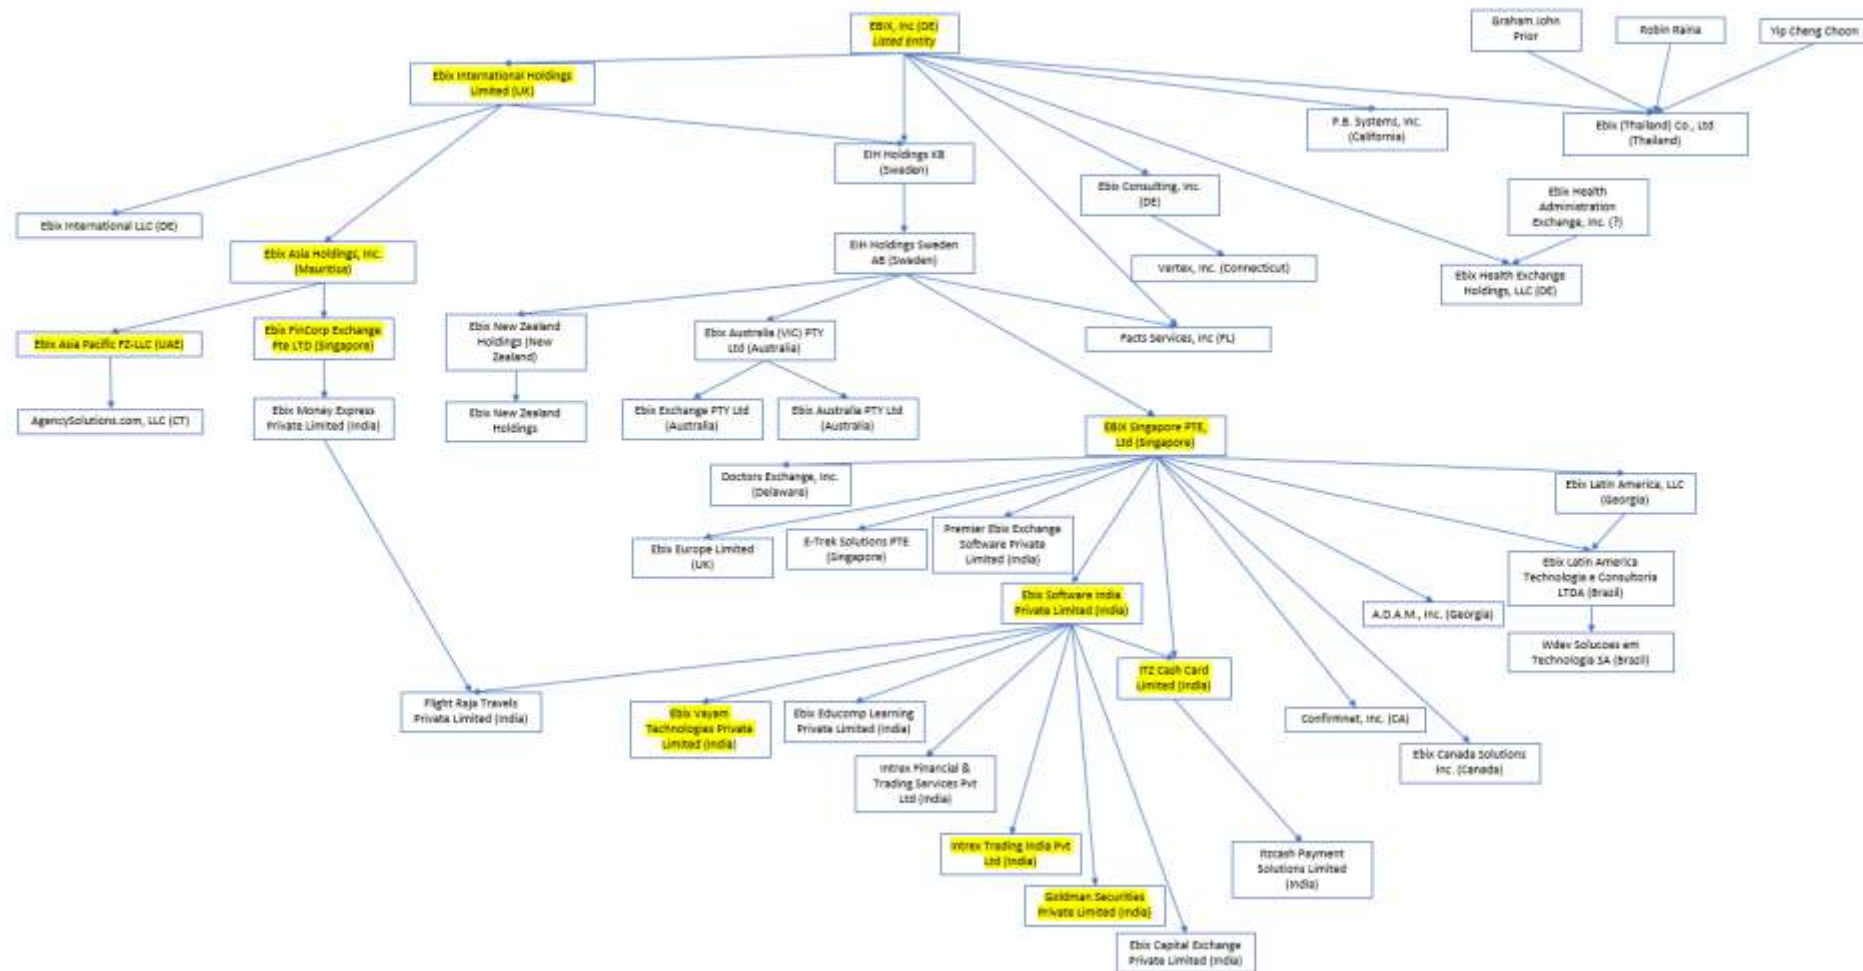 EBIX, Inc (DE)
Listed Entity
Graham John
Prior
Robin Raina
Yip Cheng Choon
Ebix International Holdings
Limited (UK)
P.B. Systems, Inc.
(California)
Ebix (Thailand) Co., Ltd
(Thailand)
EIH Holdings KB
(Sweden)
Ebix Consulting, Inc.
(DE)
Ebix Health
Administration
Exchange, Inc. (?)
Ebix International LLC (DE)
Ebix Asia Holdings, Inc.
(Mauritius)
EIH Holdings Sweden
AB (Sweden)
Vertex, Inc. (Connecticut)
Ebix Health Exchange
Holdings, LLC (DE)
Ebix Asia Pacific FZ-LLC (UAE)
Ebix FinCorp Exchange
Pte LTD (Singapore)
Ebix New Zealand
Holdings (New
Zealand)
Ebix Australia (VIC) PTY
Ltd (Australia)
Facts Services, Inc (FL)
AgencySolutions.com, LLC (CT)
Ebix Money Express
Private Limited (India)
Ebix New Zealand
Holdings
Ebix Exchange PTY Ltd
(Australia)
Ebix Australia PTY Ltd
(Australia)
EBIX Singapore PTE,
Ltd (Singapore)
Doctors Exchange, Inc.
(Delaware)
Ebix Latin America, LLC
(Georgia)
Ebix Europe Limited
(UK)
E-Trek Solutions PTE
(Singapore)
Premier Ebix Exchange
Software Private
Limited (India)
Ebix Latin America
Technologia e Consultoria
LTDA (Brazil)
Ebix Software India
Private Limited (India)
A.D.A.M., Inc. (Georgia)
Wdev Solucoes em
Technologia SA (Brazil)
ITZ Cash Card
Limited (India)
Flight Raja Travels
Private Limited (India)
Ebix Vayam
Technologies Private
Limited (India)
Ebix Educomp Learning
Private Limited (India)
Confirmnet, Inc. (CA)
Ebix Canada Solutions
Inc. (Canada)
Intrex Financial &
Trading Services Pvt
Ltd (India)
Intrex Trading India Pvt
Ltd (India)
Itzcash Payment
Solutions Limited
(India)
Goldman Securities
Private Limited (India)
Ebix Capital Exchange
Private Limited (India)